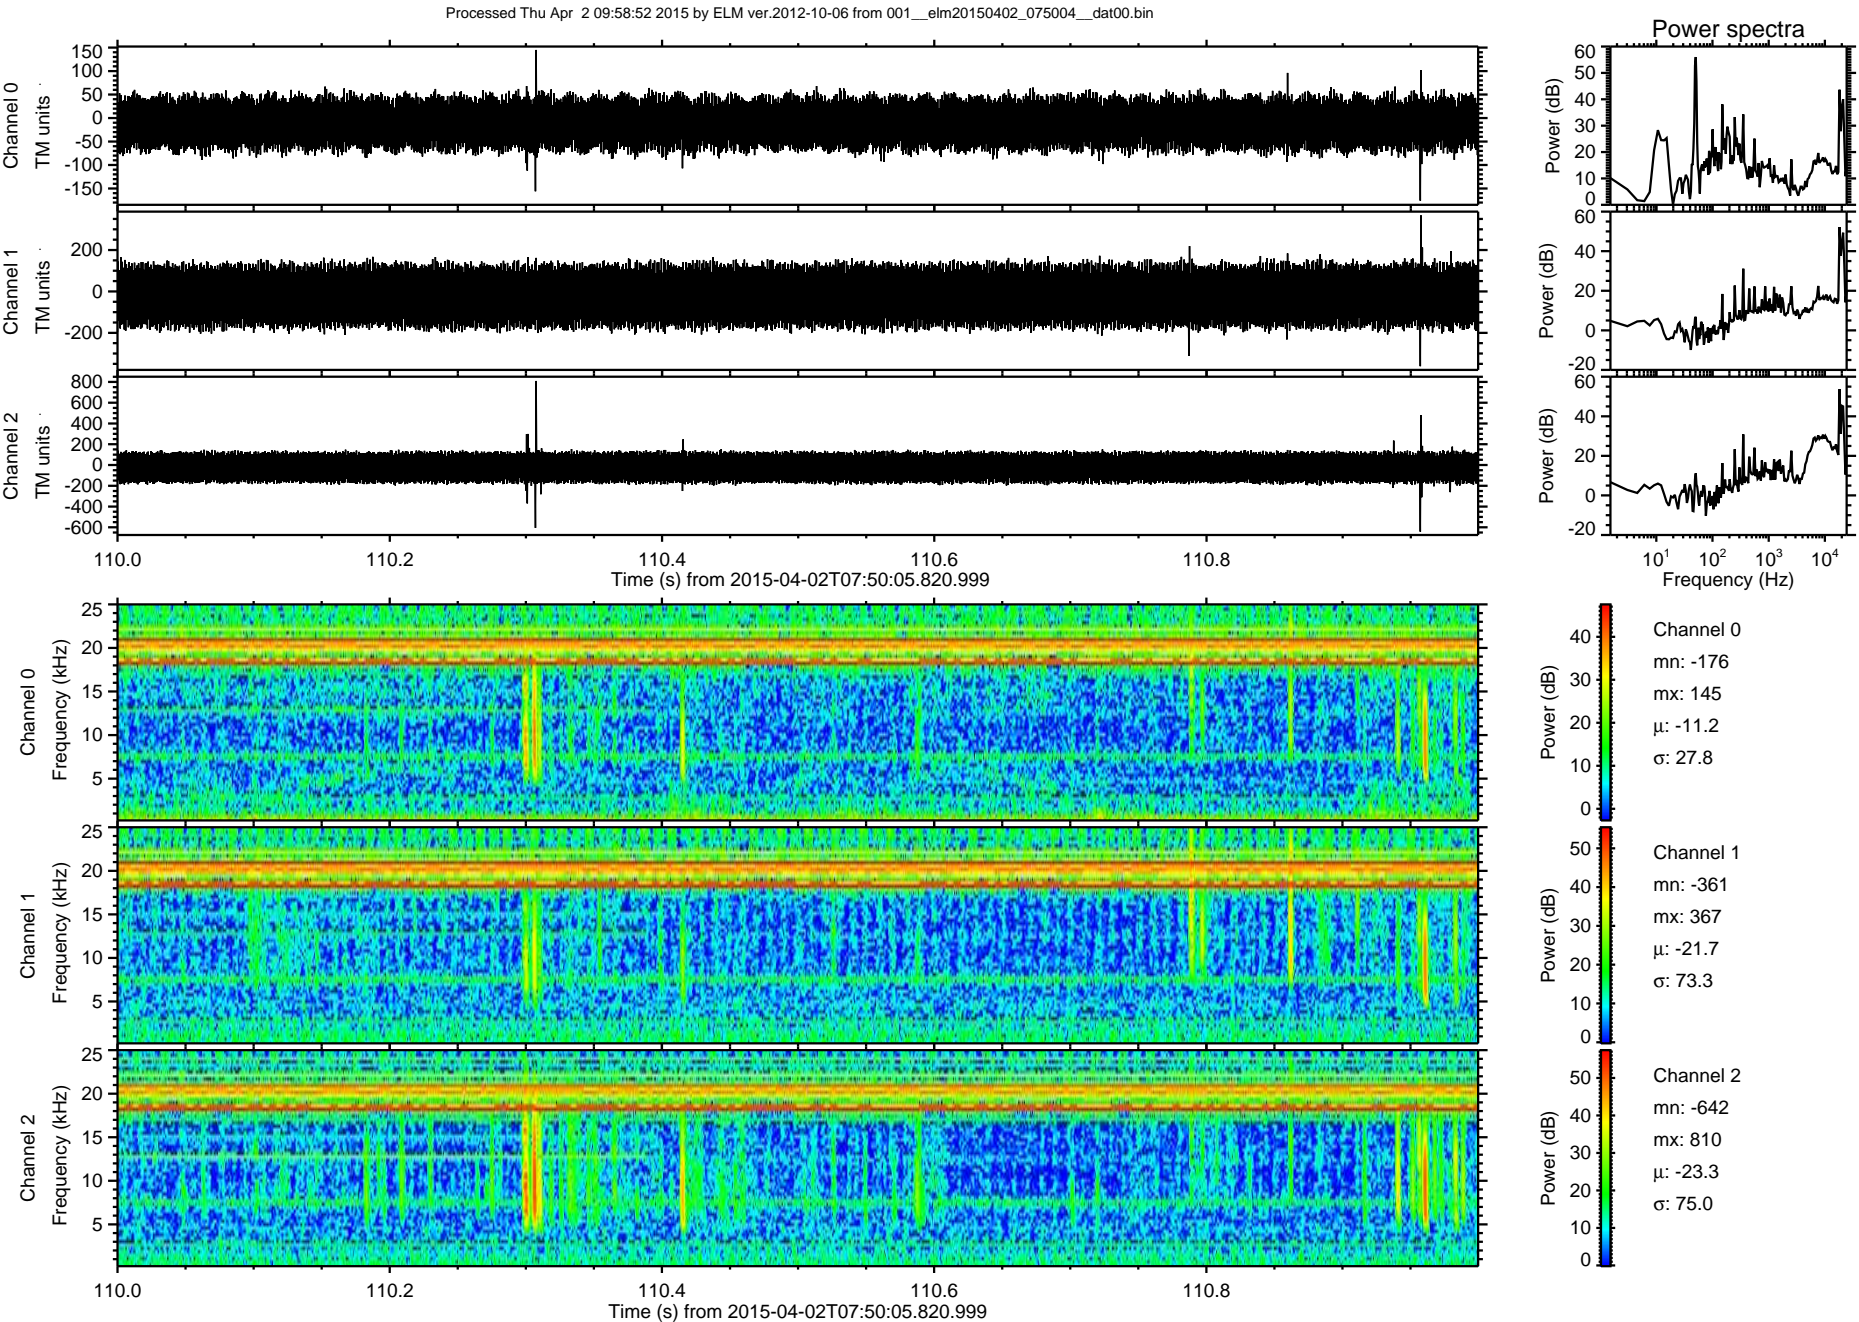 Processed Thu Apr  2 09:58:52 2015 by ELM ver.2012-10-06 from 001__elm20150402_075004__dat00.bin
Power spectra
Channel 0
TM units
150
100
50
0
-50
-100
-150
Power (dB)
60
50
40
30
20
10
0
Channel 1
TM units
200
0
-200
Power (dB)
60
40
20
0
-20
Channel 2
TM units
800
600
400
200
0
-200
-400
-600
Power (dB)
60
40
20
0
-20
110.0 110.2 110.4 110.6 110.8
Time (s) from 2015-04-02T07:50:05.820.999
10^1 10^2 10^3 10^4
Frequency (Hz)
Channel 0
Frequency (kHz)
25
20
15
10
5
Power (dB)
40
30
20
10
0
Channel 0
mn: -176
mx: 145
μ: -11.2
σ: 27.8
Channel 1
Frequency (kHz)
25
20
15
10
5
Power (dB)
50
40
30
20
10
0
Channel 1
mn: -361
mx: 367
μ: -21.7
σ: 73.3
Channel 2
Frequency (kHz)
25
20
15
10
5
Power (dB)
50
40
30
20
10
0
Channel 2
mn: -642
mx: 810
μ: -23.3
σ: 75.0
110.0 110.2 110.4 110.6 110.8
Time (s) from 2015-04-02T07:50:05.820.999